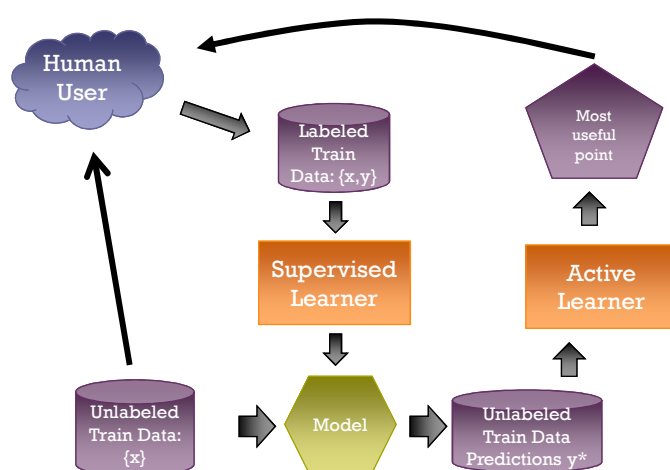 Human
User
Labeled
Train
Data: {x,y}
Most
useful
point
Supervised
Learner
Active
Learner
Unlabeled
Train Data:
{x}
Model
Unlabeled
Train Data
Predictions y*